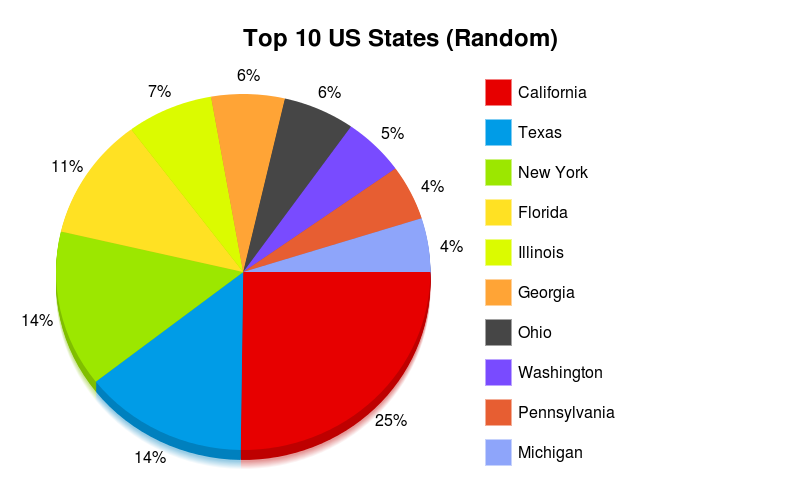 Top 10 US States (Random)
6%
6%
7%
5%
11%
4%
4%
14%
25%
14%
California
Texas
New York
Florida
Illinois
Georgia
Ohio
Washington
Pennsylvania
Michigan